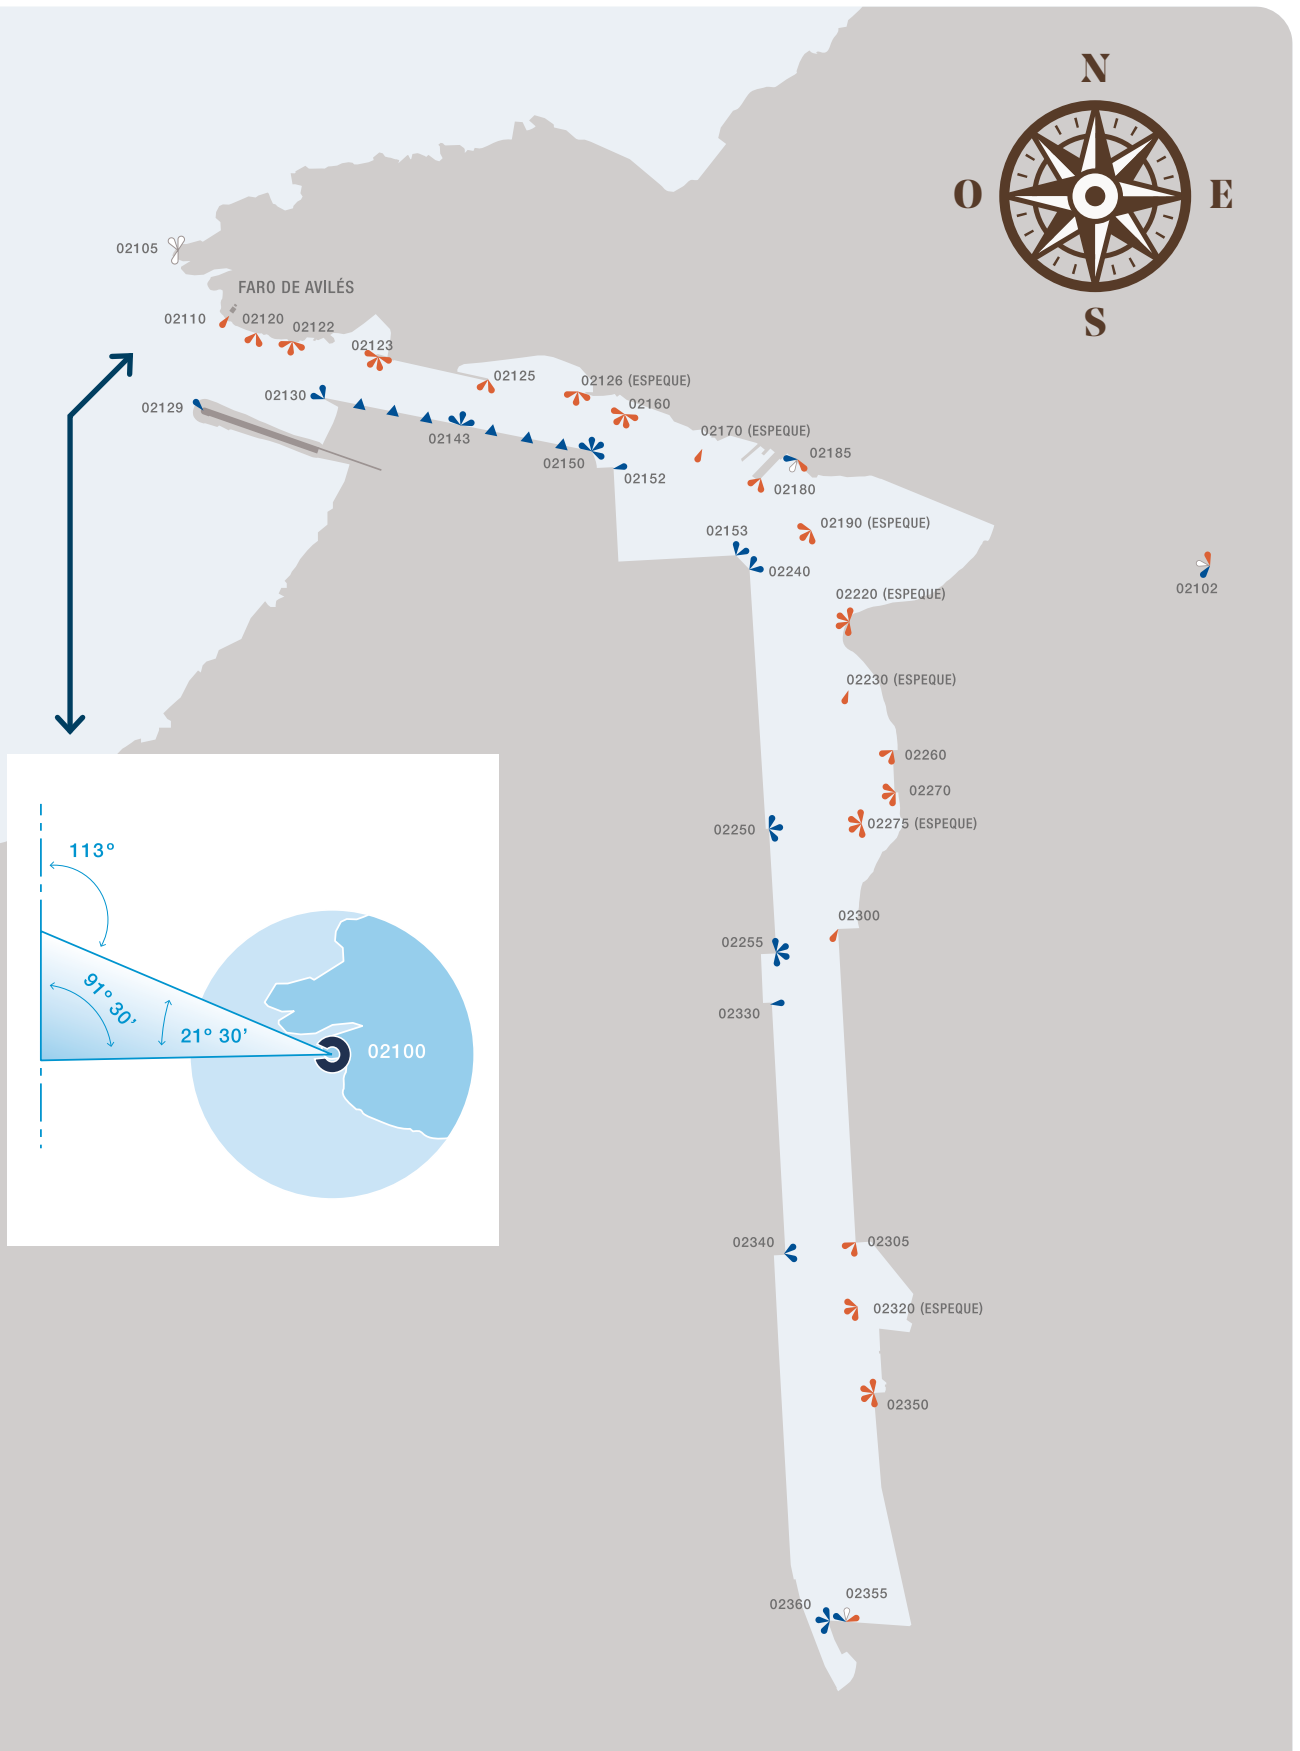 N
O
E
S
02105
FARO DE AVILÉS
02110
02120
02122
02123
02125
02126 (ESPEQUE)
02130
02129
02160
02143
02170 (ESPEQUE)
02150
02185
02152
02180
02190 (ESPEQUE)
02153
02240
02102
02220 (ESPEQUE)
02230 (ESPEQUE)
02260
02270
02275 (ESPEQUE)
02250
113°
02300
02255
91° 30’
02330
21° 30’
02100
02340
02305
02320 (ESPEQUE)
02350
02355
02360